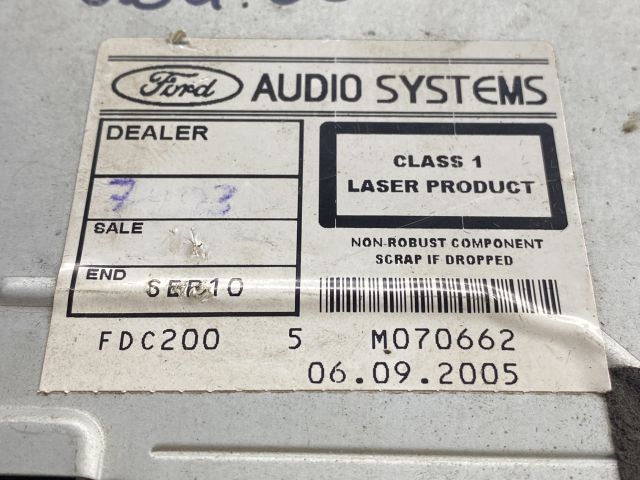 Ford AUDIO SYSTEMS
DEALER
CLASS 1
LASER PRODUCT
SALE
NON-ROBUST COMPONENT
SCRAP IF DROPPED
END SEP10
FDC200 5 M070662
06.09.2005